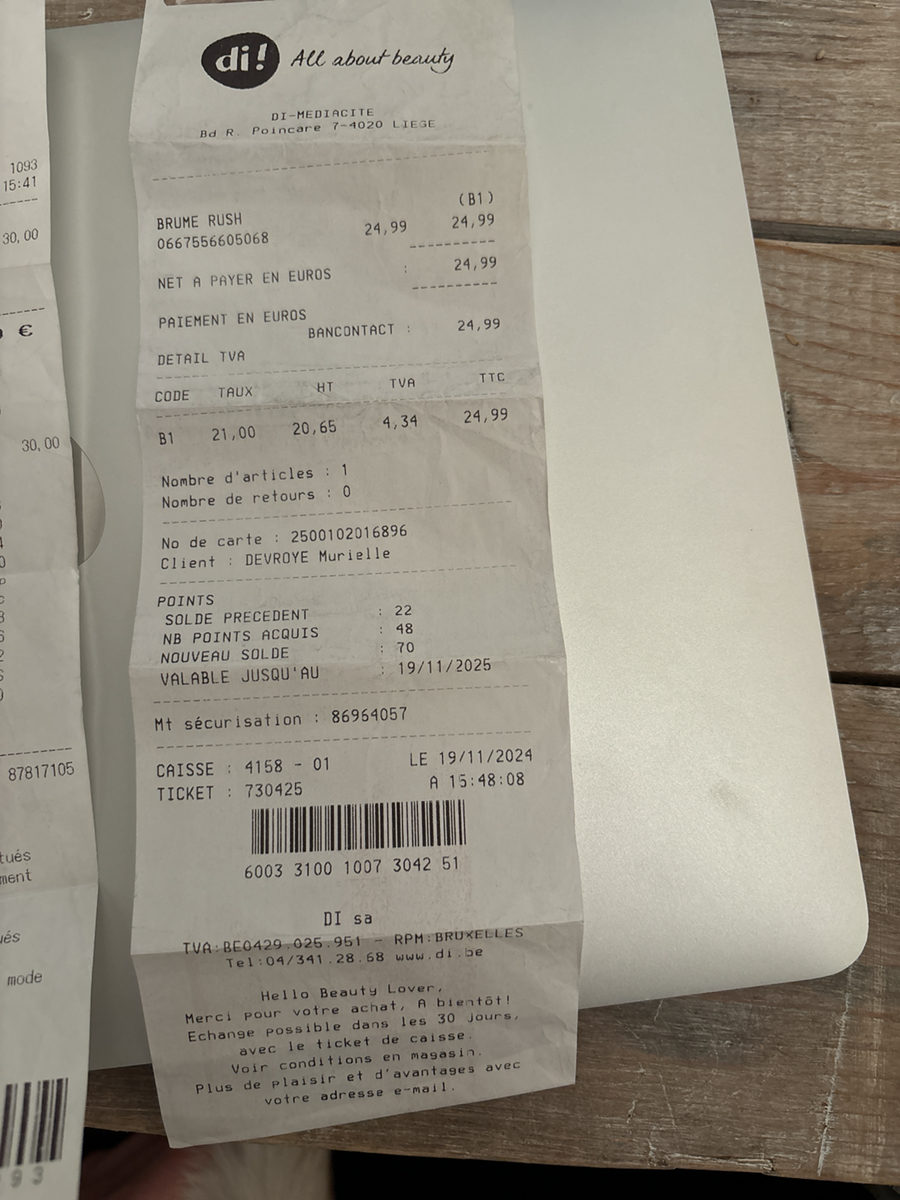 di! All about beauty
DI-MEDIACITE
Bd R. Poincare 7-4020 LIEGE
(B1)
BRUME RUSH 24,99 24,99
0667556605068
NET A PAYER EN EUROS : 24,99
PAIEMENT EN EUROS
BANCONTACT : 24,99
DETAIL TVA
CODE TAUX HT TVA TTC
B1 21,00 20,65 4,34 24,99
Nombre d'articles : 1
Nombre de retours : 0
No de carte : 2500102016896
Client : DEVROYE Murielle
POINTS
SOLDE PRECEDENT : 22
NB POINTS ACQUIS : 48
NOUVEAU SOLDE : 70
VALABLE JUSQU'AU : 19/11/2025
Mt sécurisation : 86964057
CAISSE : 4158 - 01 LE 19/11/2024
TICKET : 730425 A 15:48:08
6003 3100 1007 3042 51
DI sa
TVA:BE0429.025.951 - RPM:BRUXELLES
Tel:04/341.28.68 www.di.be
Hello Beauty Lover,
Merci pour votre achat, A bientôt!
Echange possible dans les 30 jours,
avec le ticket de caisse.
Voir conditions en magasin.
Plus de plaisir et d'avantages avec
votre adresse e-mail.
1093
15:41
30,00
€
30,00
87817105
mode